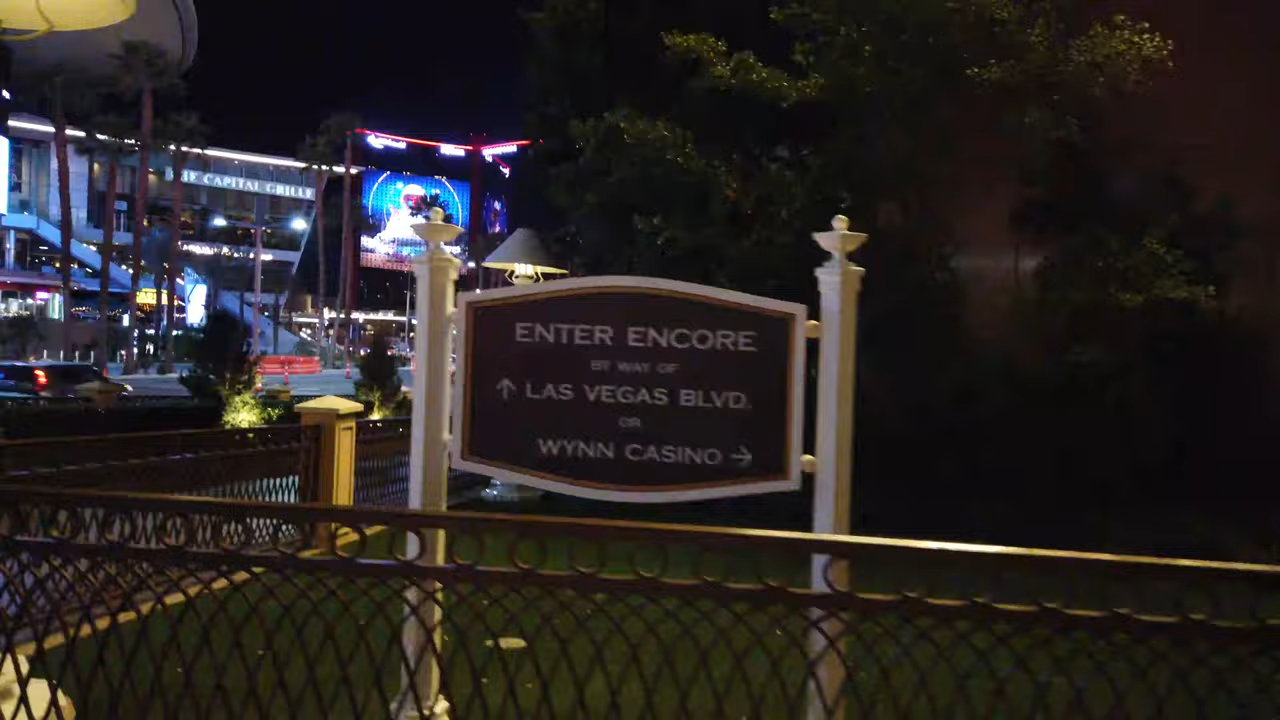 THE CAPITAL GRILLE
ENTER ENCORE
BY WAY OF
↑ LAS VEGAS BLVD.
OR
WYNN CASINO →